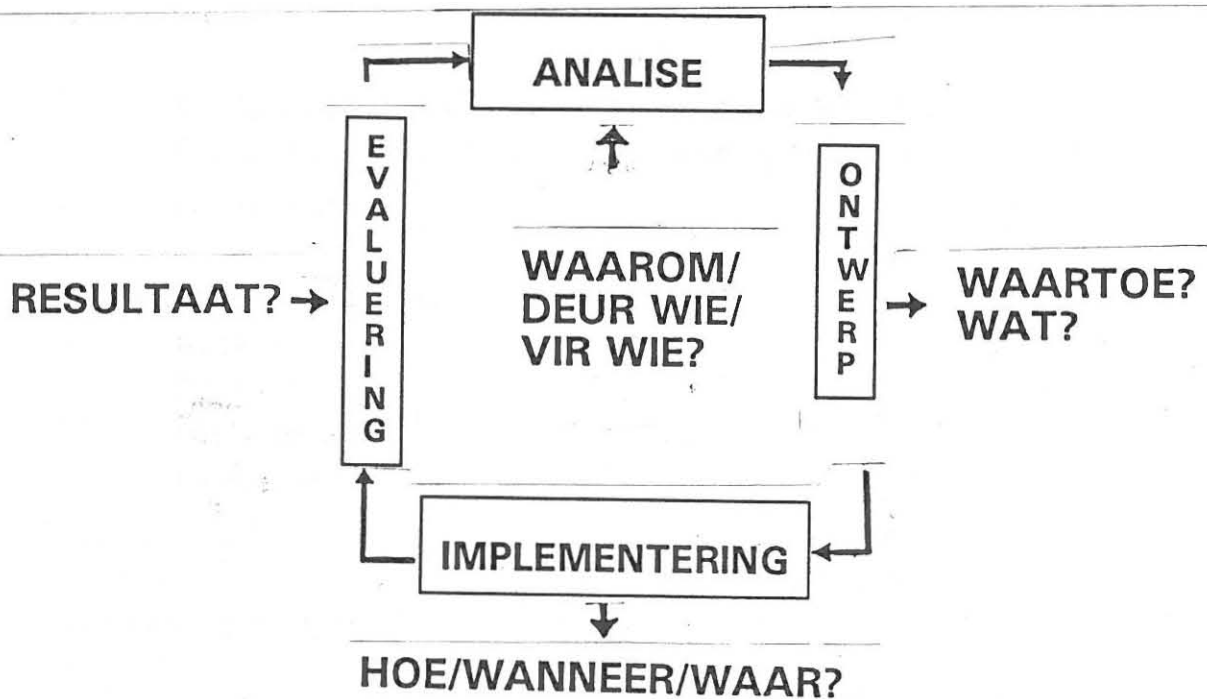 ANALISE
EVALUERING
ONTWERP
RESULTAAT?
WAAROM/
DEUR WIE/
VIR WIE?
WAARTOE?
WAT?
IMPLEMENTERING
HOE/WANNEER/WAAR?